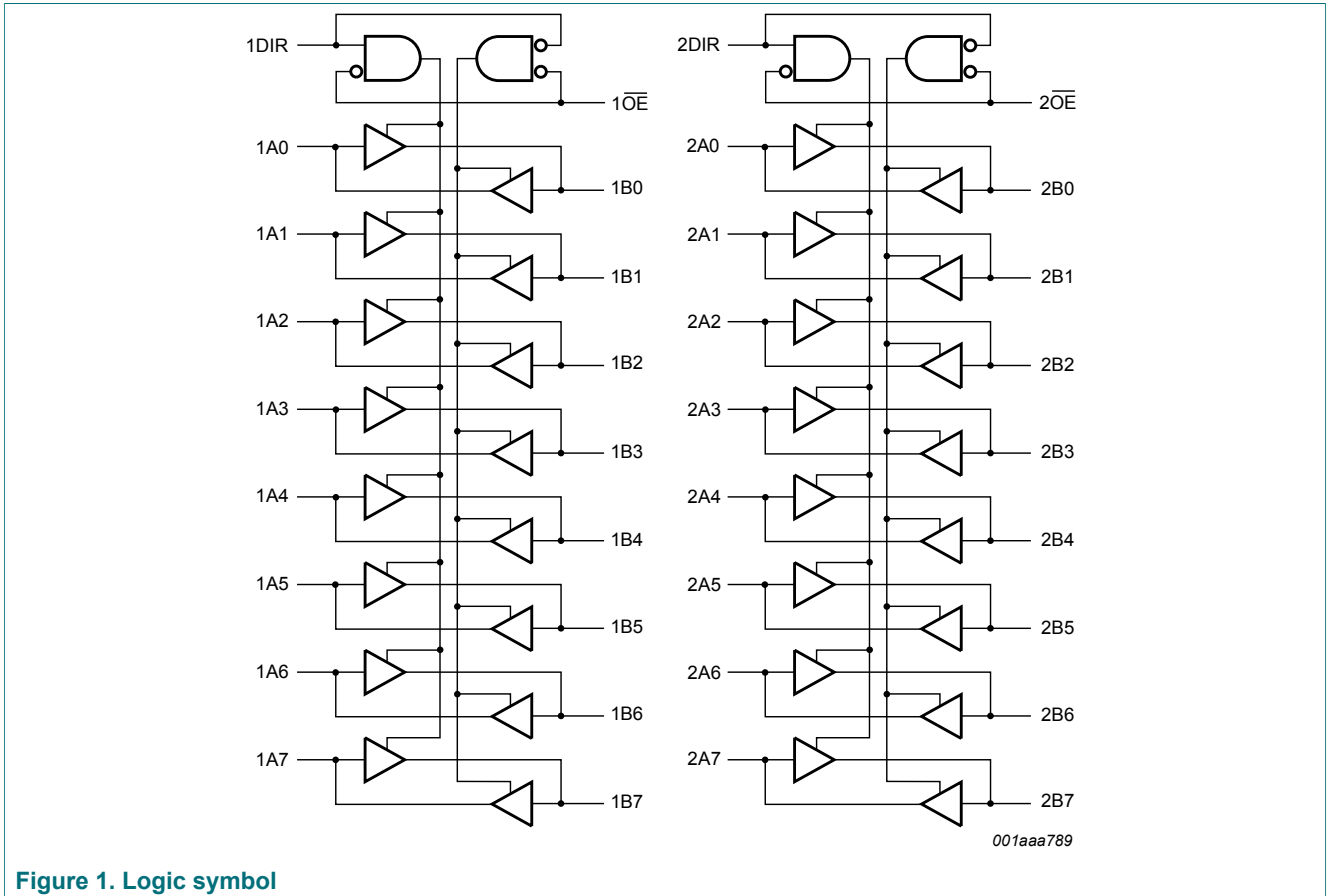 1DIR
2DIR
1O̅E̅
2O̅E̅
1A0
2A0
1B0
2B0
1A1
2A1
1B1
2B1
1A2
2A2
1B2
2B2
1A3
2A3
1B3
2B3
1A4
2A4
1B4
2B4
1A5
2A5
1B5
2B5
1A6
2A6
1B6
2B6
1A7
2A7
1B7
2B7
001aaa789
Figure 1. Logic symbol